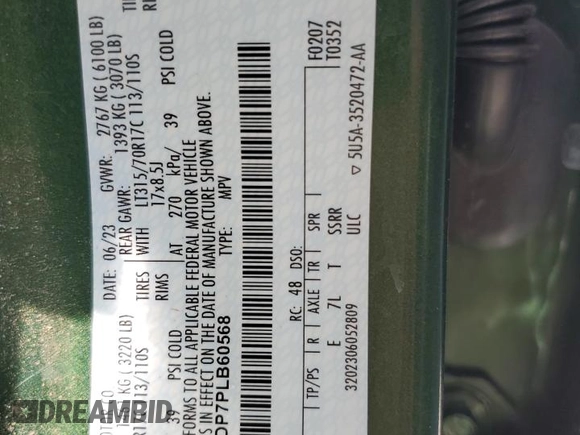 DATE: 06/23 GVWR: 2767 KG ( 6100 LB)
KG ( 3220 LB) REAR GAWR: 1393 KG ( 3070 LB)
113/110S TIRES WITH LT315/70R17C 113/110S
RIMS 17x8.5J
39 PSI COLD AT 270 kPa/ 39 PSI COLD
FORMS TO ALL APPLICABLE FEDERAL MOTOR VEHICLE
S IN EFFECT ON THE DATE OF MANUFACTURE SHOWN ABOVE.
DP7PLB60568 TYPE: MPV
RC: 48 DSO: F0207
T0352
TP/PS R AXLE TR SPR
E 7L T SSRR
3202306052809 ULC
▽ 5U5A-3520472-AA
DREAMBID